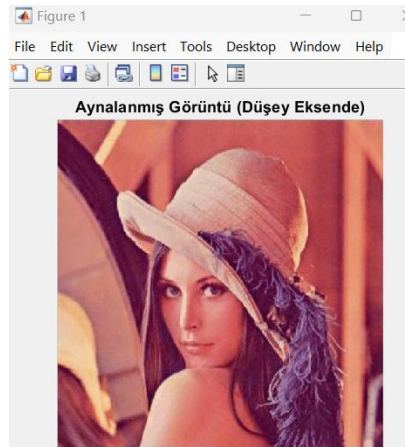 Figure 1
File Edit View Insert Tools Desktop Window Help
Aynalanmış Görüntü (Düşey Eksende)